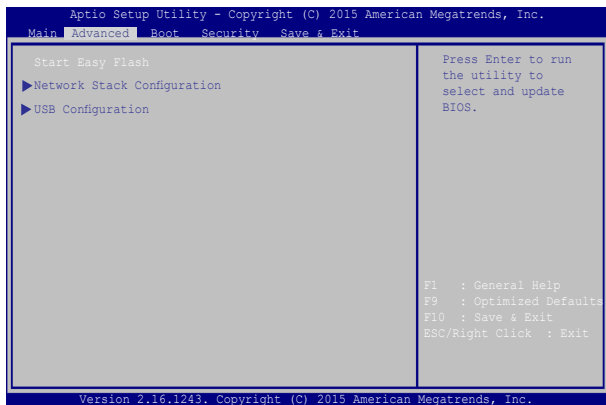 Aptio Setup Utility - Copyright (C) 2015 American Megatrends, Inc.
Main Advanced Boot Security Save & Exit
Start Easy Flash
Network Stack Configuration
USB Configuration
Press Enter to run
the utility to
select and update
BIOS.
F1 : General Help
F9 : Optimized Defaults
F10 : Save & Exit
ESC/Right Click : Exit
Version 2.16.1243. Copyright (C) 2015 American Megatrends, Inc.